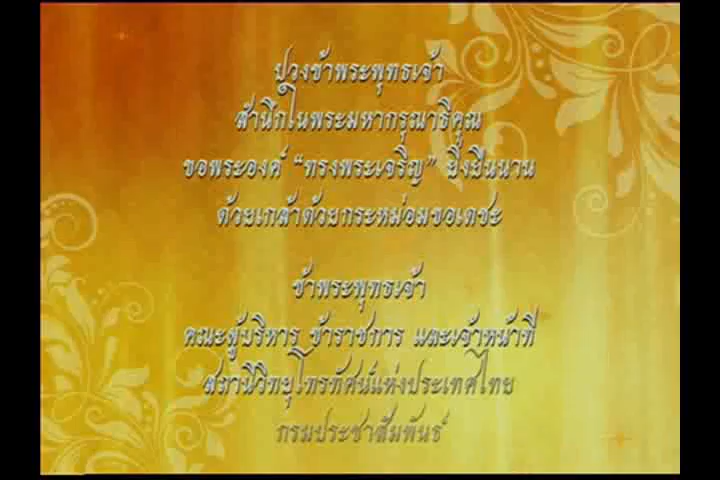 ปวงข้าพระพุทธเจ้า
สำนึกในพระมหากรุณาธิคุณ
ขอพระองค์ “ทรงพระเจริญ” ยิ่งยืนนาน
ด้วยเกล้าด้วยกระหม่อมขอเดชะ
ข้าพระพุทธเจ้า
คณะผู้บริหาร ข้าราชการ และเจ้าหน้าที่
สถานีวิทยุโทรทัศน์แห่งประเทศไทย
กรมประชาสัมพันธ์